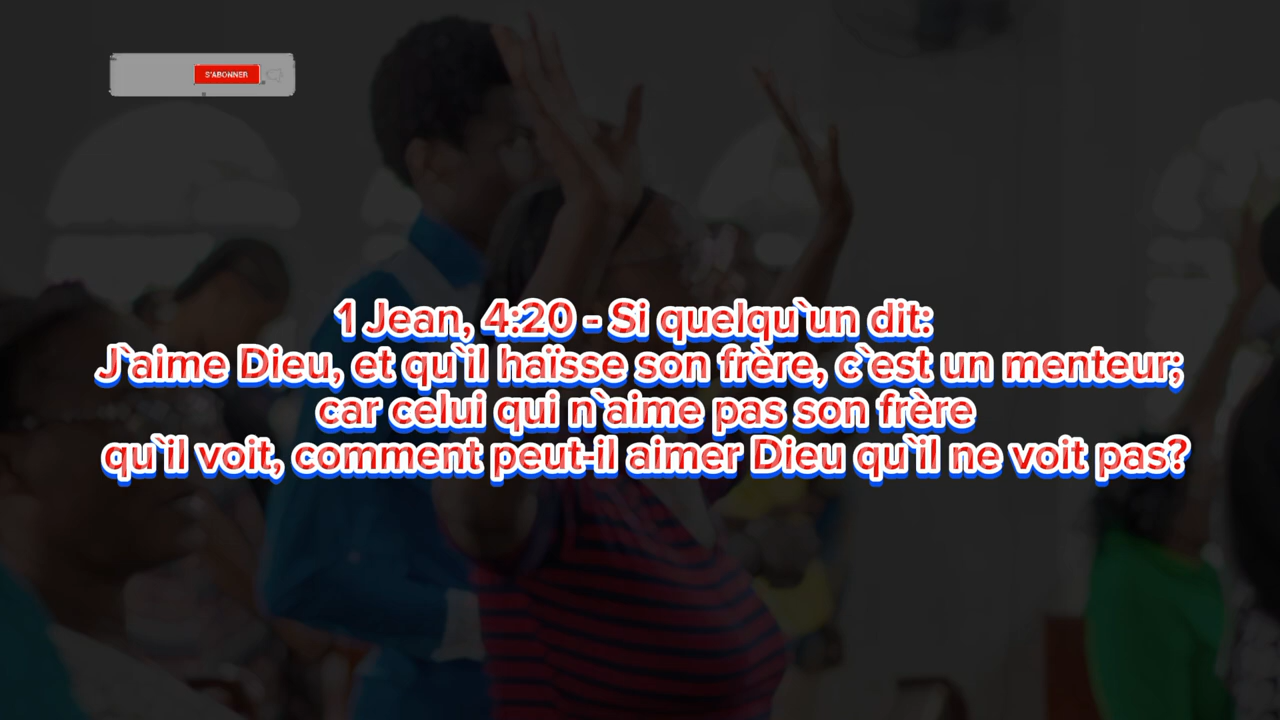 S'ABONNER
1 Jean, 4:20 - Si quelqu`un dit:
J`aime Dieu, et qu`il haïsse son frère, c`est un menteur;
car celui qui n`aime pas son frère
qu`il voit, comment peut-il aimer Dieu qu`il ne voit pas?